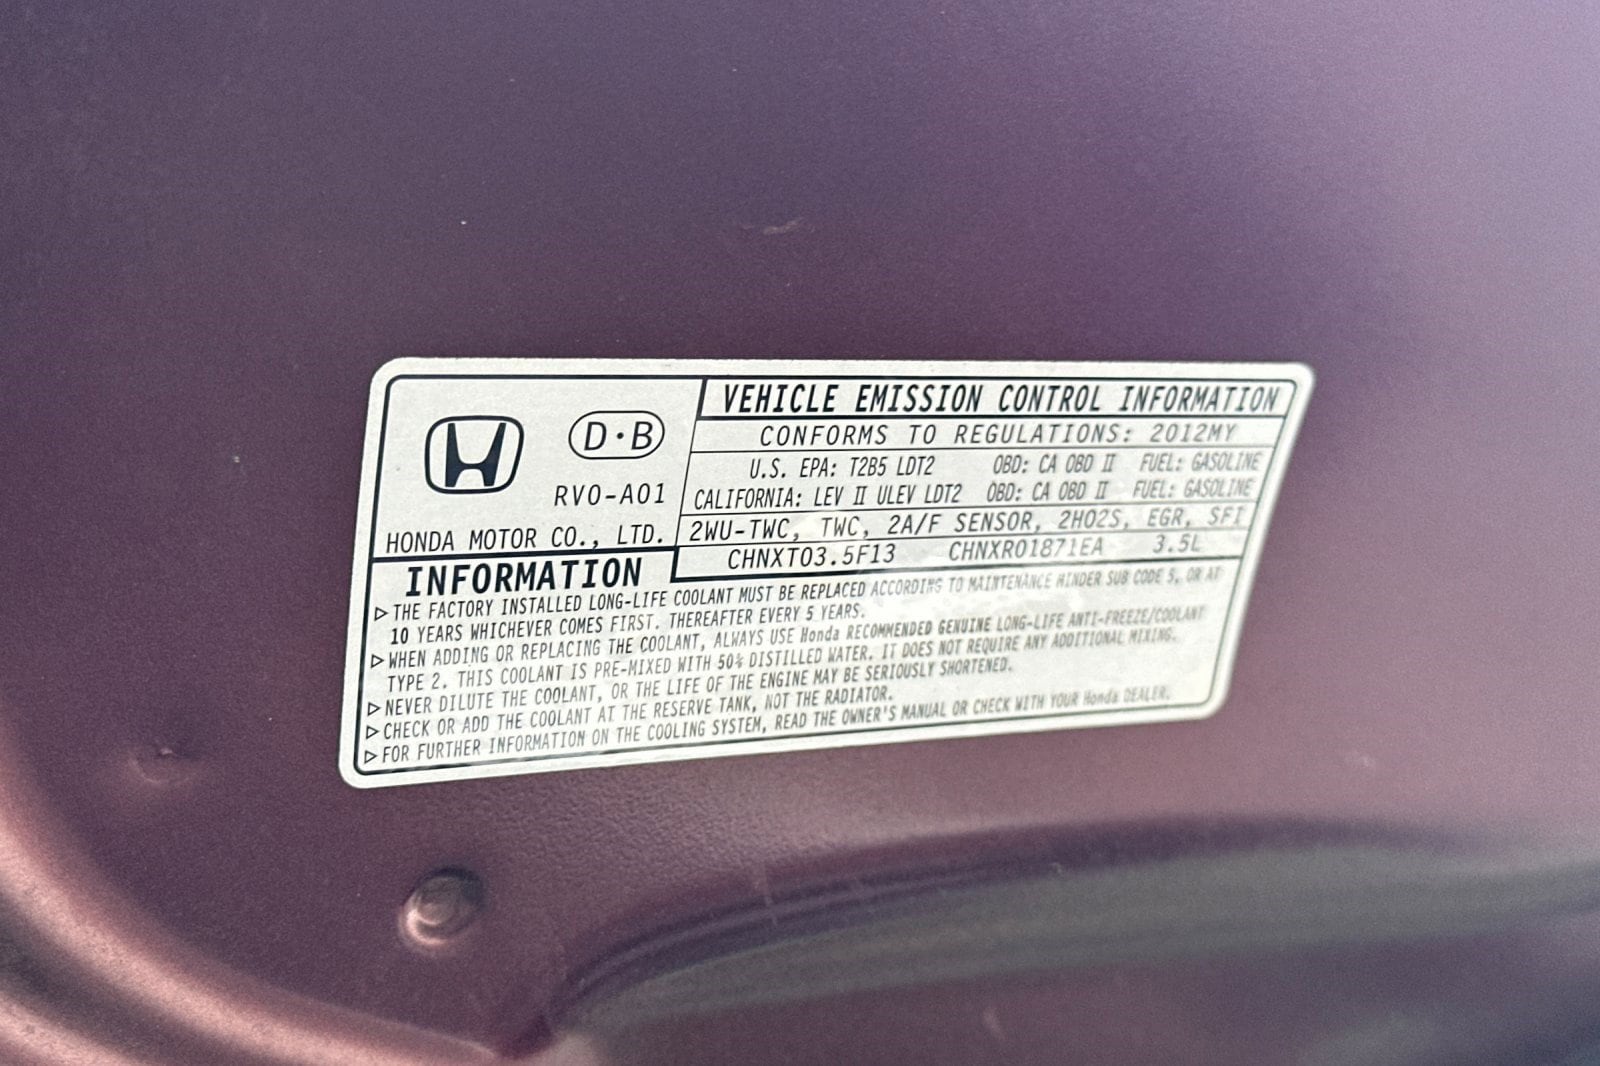 D·B
RV0-A01
HONDA MOTOR CO., LTD.
VEHICLE EMISSION CONTROL INFORMATION
CONFORMS TO REGULATIONS: 2012MY
U.S. EPA: T2B5 LDT2 OBD: CA OBD II FUEL: GASOLINE
CALIFORNIA: LEV II ULEV LDT2 OBD: CA OBD II FUEL: GASOLINE
2WU-TWC, TWC, 2A/F SENSOR, 2HO2S, EGR, SFI
CHNXT03.5F13 CHNXR01871EA 3.5L
INFORMATION
▷ THE FACTORY INSTALLED LONG-LIFE COOLANT MUST BE REPLACED ACCORDING TO MAINTENANCE MINDER SUB CODE 5, OR AT
10 YEARS WHICHEVER COMES FIRST. THEREAFTER EVERY 5 YEARS.
▷ WHEN ADDING OR REPLACING THE COOLANT, ALWAYS USE Honda RECOMMENDED GENUINE LONG-LIFE ANTI-FREEZE/COOLANT
TYPE 2. THIS COOLANT IS PRE-MIXED WITH 50% DISTILLED WATER. IT DOES NOT REQUIRE ANY ADDITIONAL MIXING.
▷ NEVER DILUTE THE COOLANT, OR THE LIFE OF THE ENGINE MAY BE SERIOUSLY SHORTENED.
▷ CHECK OR ADD THE COOLANT AT THE RESERVE TANK, NOT THE RADIATOR.
▷ FOR FURTHER INFORMATION ON THE COOLING SYSTEM, READ THE OWNER'S MANUAL OR CHECK WITH YOUR Honda DEALER.